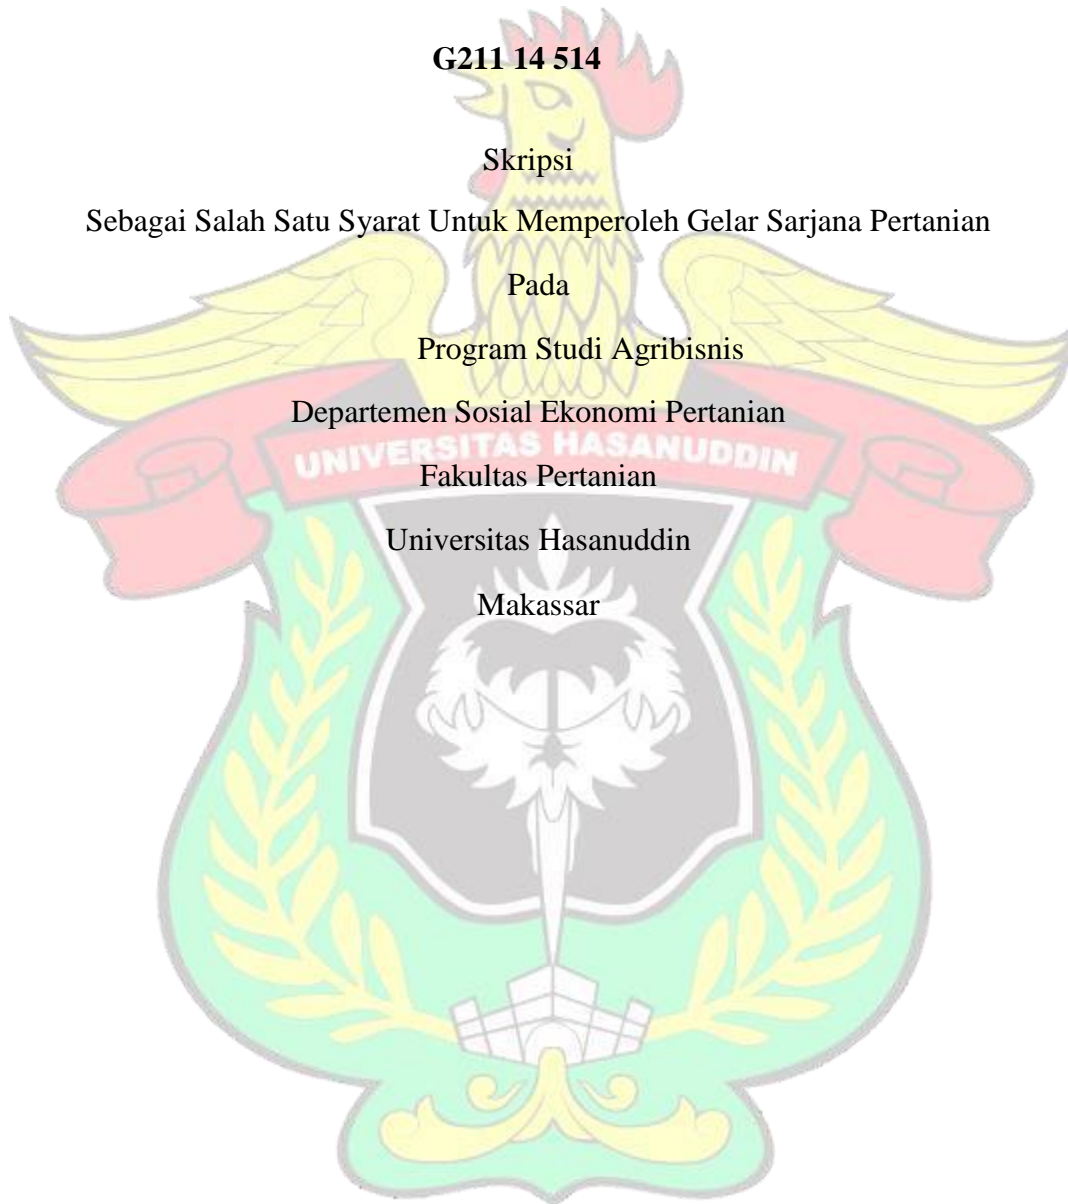 G211 14 514
Skripsi
Sebagai Salah Satu Syarat Untuk Memperoleh Gelar Sarjana Pertanian
Pada
Program Studi Agribisnis
Departemen Sosial Ekonomi Pertanian
UNIVERSITAS HASANUDDIN
Fakultas Pertanian
Universitas Hasanuddin
Makassar